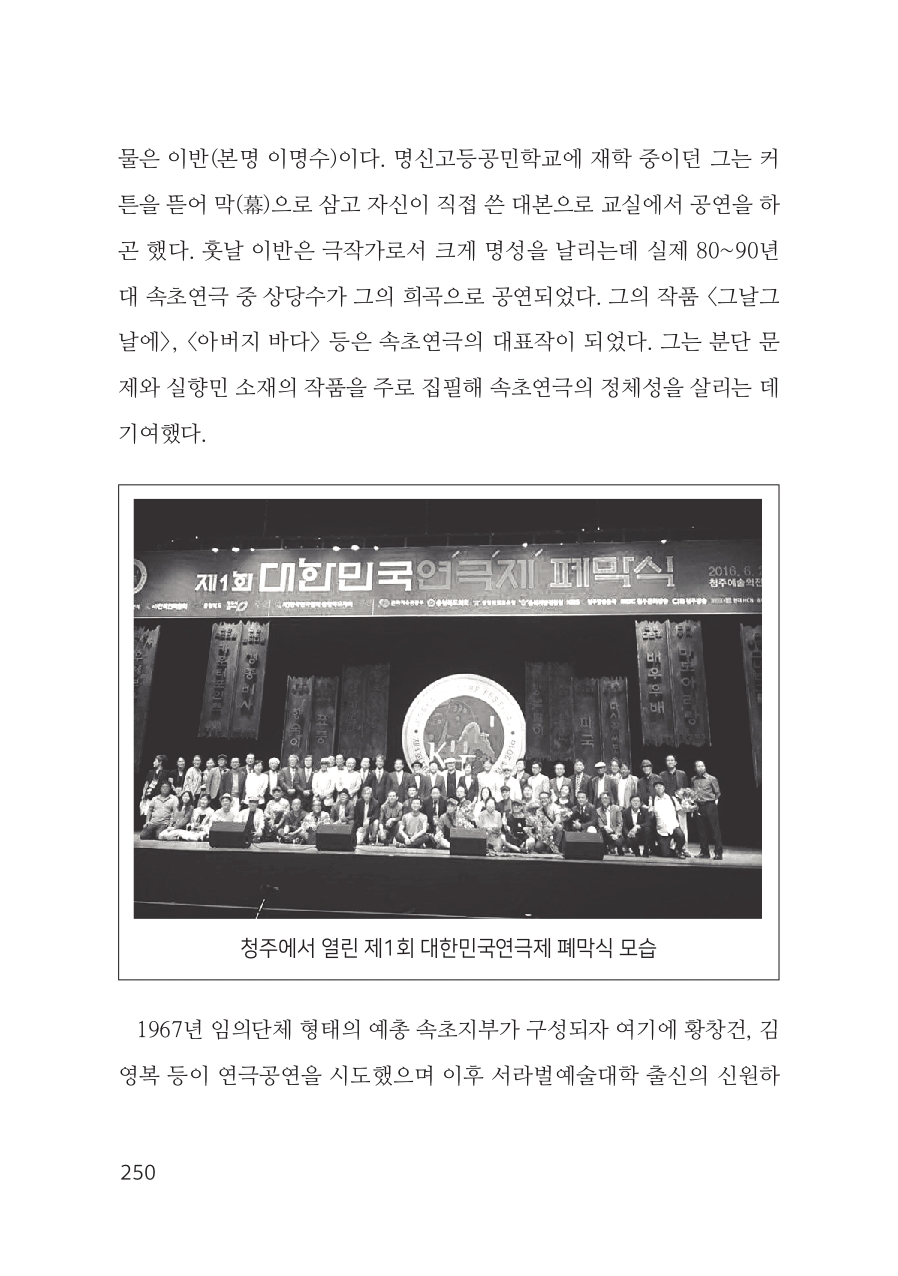 물은 이반(본명 이명수)이다. 명신고등공민학교에 재학 중이던 그는 커
튼을 뜯어 막(幕)으로 삼고 자신이 직접 쓴 대본으로 교실에서 공연을 하
곤 했다. 훗날 이반은 극작가로서 크게 명성을 날리는데 실제 80~90년
대 속초연극 중 상당수가 그의 희곡으로 공연되었다. 그의 작품 〈그날그
날에〉, 〈아버지 바다〉 등은 속초연극의 대표작이 되었다. 그는 분단 문
제와 실향민 소재의 작품을 주로 집필해 속초연극의 정체성을 살리는 데
기여했다.
제1회 대한민국연극제 폐막식
2016. 6.
청주예술의전
배우우배
청주에서 열린 제1회 대한민국연극제 폐막식 모습
1967년 임의단체 형태의 예총 속초지부가 구성되자 여기에 황창건, 김
영복 등이 연극공연을 시도했으며 이후 서라벌예술대학 출신의 신원하
250